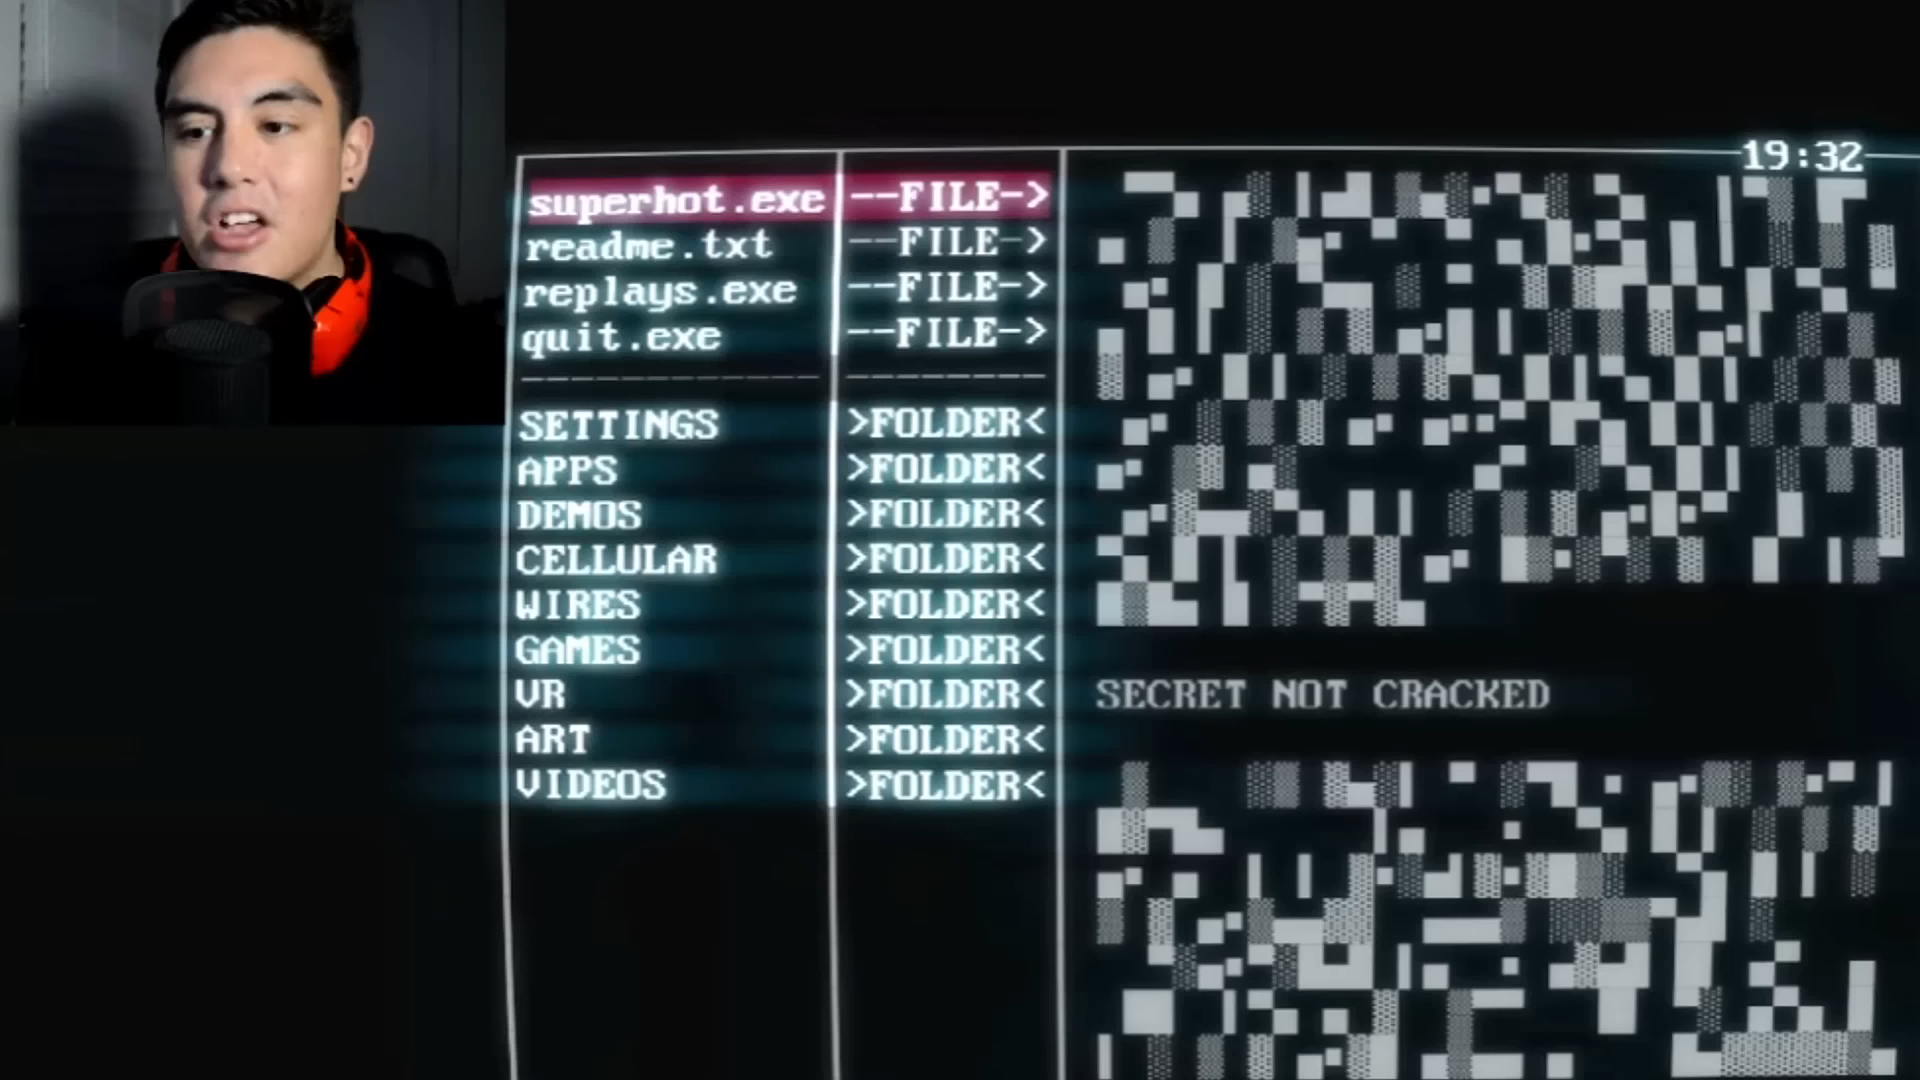 19:32
superhot.exe --FILE->
readme.txt --FILE->
replays.exe --FILE->
quit.exe --FILE->
SETTINGS >FOLDER<
APPS >FOLDER<
DEMOS >FOLDER<
CELLULAR >FOLDER<
WIRES >FOLDER<
GAMES >FOLDER<
VR >FOLDER<
SECRET NOT CRACKED
ART >FOLDER<
VIDEOS >FOLDER<